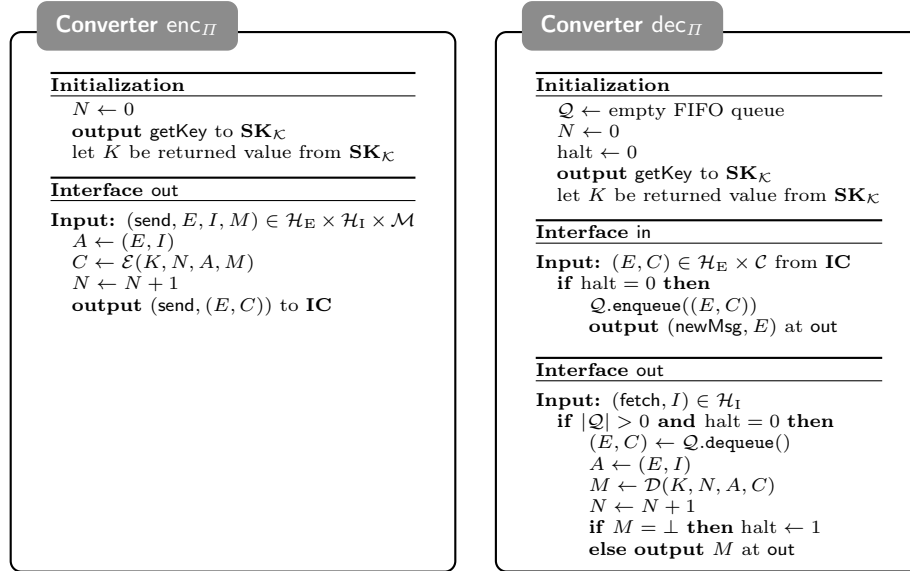 Converter enc_Π
Initialization
N ← 0
output getKey to SK_𝒦
let K be returned value from SK_𝒦
Interface out
Input: (send, E, I, M) ∈ ℋ_E × ℋ_I × ℳ
A ← (E, I)
C ← ℰ(K, N, A, M)
N ← N + 1
output (send, (E, C)) to IC
Converter dec_Π
Initialization
𝒬 ← empty FIFO queue
N ← 0
halt ← 0
output getKey to SK_𝒦
let K be returned value from SK_𝒦
Interface in
Input: (E, C) ∈ ℋ_E × 𝒞 from IC
if halt = 0 then
𝒬.enqueue((E, C))
output (newMsg, E) at out
Interface out
Input: (fetch, I) ∈ ℋ_I
if |𝒬| > 0 and halt = 0 then
(E, C) ← 𝒬.dequeue()
A ← (E, I)
M ← 𝒟(K, N, A, C)
N ← N + 1
if M = ⊥ then halt ← 1
else output M at out